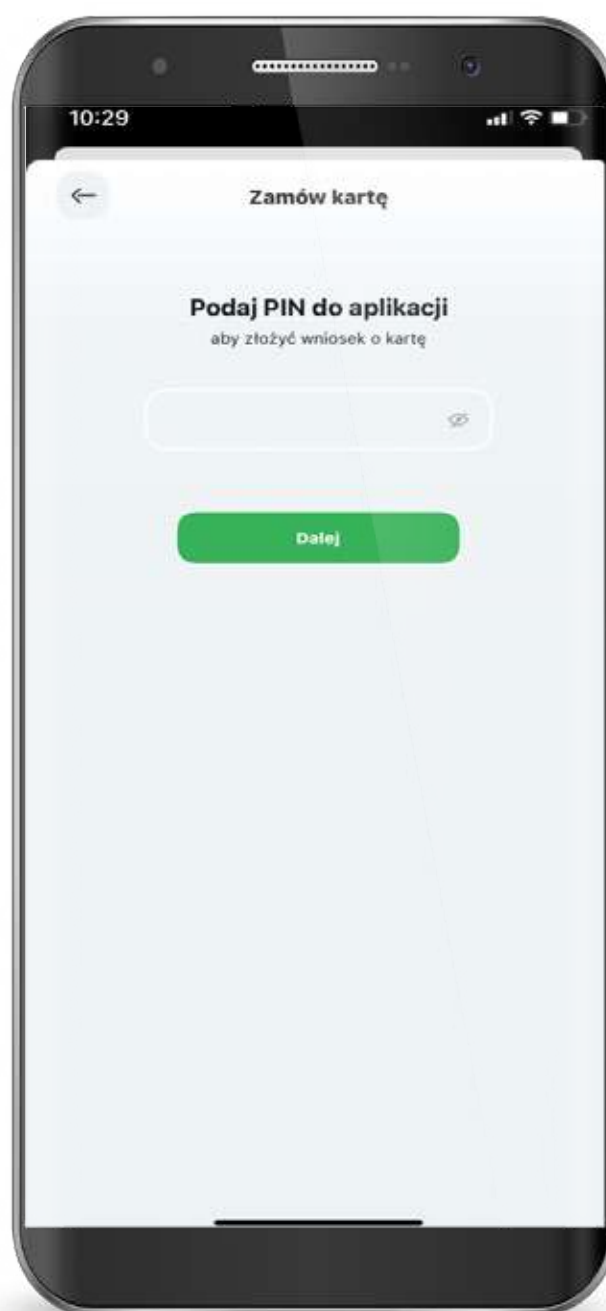 10:29
Zamów kartę
Podaj PIN do aplikacji
aby złożyć wniosek o kartę
Dalej